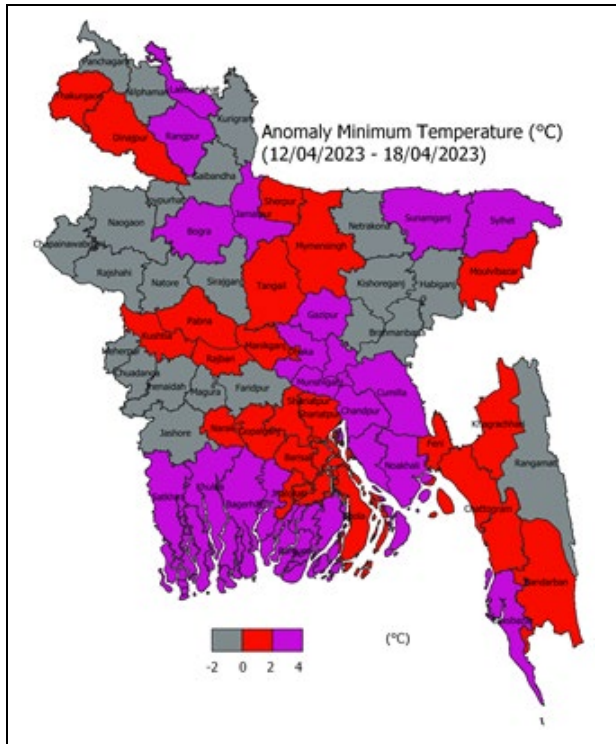 Panchagarh
Nilphamari
Lalmonirhat
Thakurgaon
Dinajpur
Rangpur
Kurigram
Anomaly Minimum Temperature (°C)
(12/04/2023 - 18/04/2023)
Gaibandha
Joypurhat
Jamalpur
Sherpur
Naogaon
Bogra
Mymensingh
Netrakona
Sunamganj
Sylhet
Chapainawabganj
Rajshahi
Natore
Sirajganj
Tangail
Kishoreganj
Habiganj
Moulvibazar
Gazipur
Pabna
Kushtia
Manikganj
Dhaka
Brahmanbaria
Rajbari
Meherpur
Chuadanga
Jhenaidah
Magura
Faridpur
Munshiganj
Cumilla
Shariatpur
Shariatpur
Chandpur
Khagrachhari
Narail
Gopalganj
Jashore
Feni
Noakhali
Rangamati
Barisal
Satkhira
Khulna
Bagerhat
Bhola
Chattogram
Bandarban
(°C)
-2 0 2 4